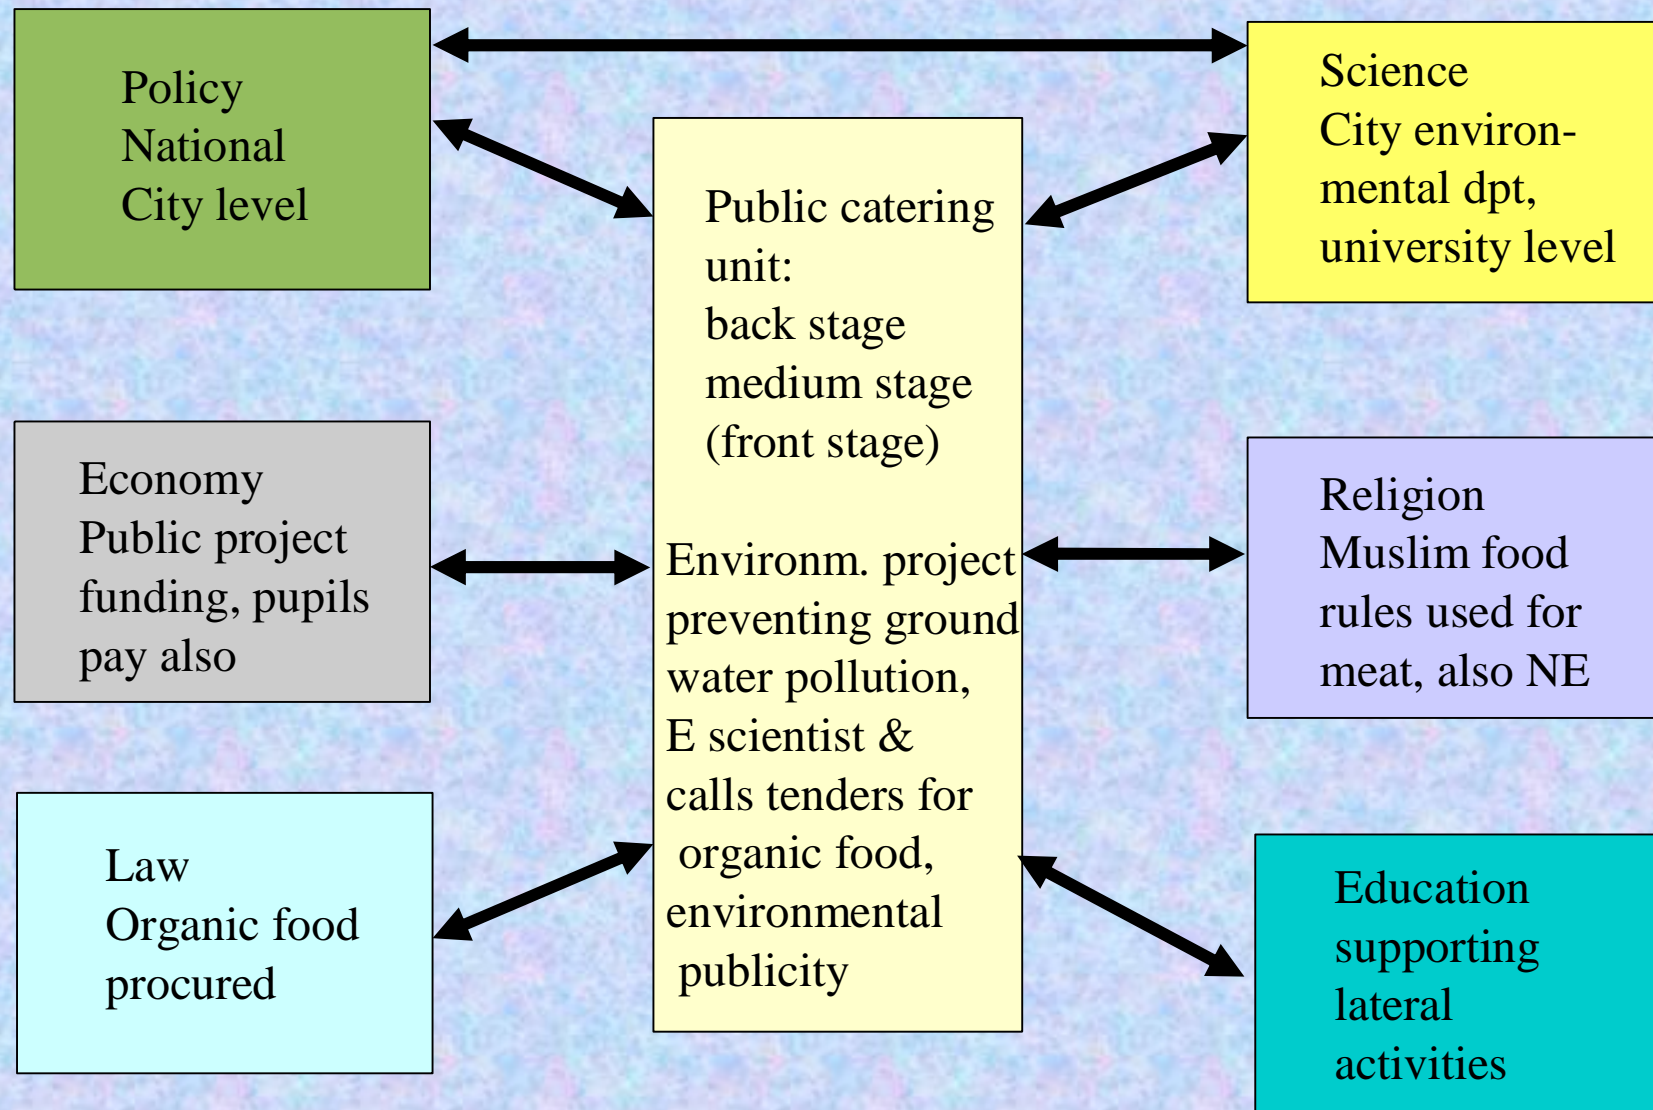 Policy
National
City level
Science
City environ-
mental dpt,
university level
Public catering
unit:
back stage
medium stage
(front stage)
Environm. project
preventing ground
water pollution,
E scientist &
calls tenders for
organic food,
environmental
publicity
Economy
Public project
funding, pupils
pay also
Religion
Muslim food
rules used for
meat, also NE
Law
Organic food
procured
Education
supporting
lateral
activities